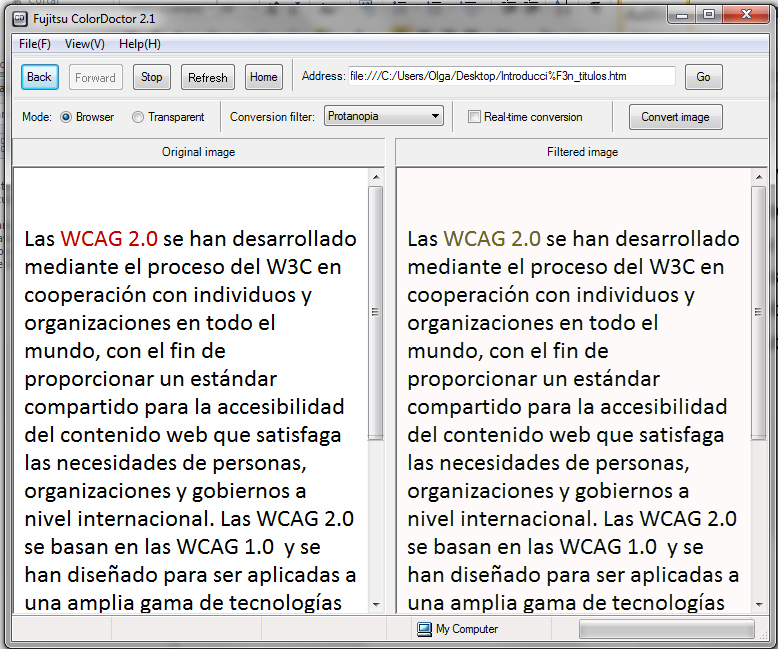 Fujitsu ColorDoctor 2.1
File(F) View(V) Help(H)
Back Forward Stop Refresh Home Address: file:///C:/Users/Olga/Desktop/Introducci%F3n_titulos.htm Go
Mode: Browser Transparent Conversion filter: Protanopia Real-time conversion Convert image
Original image
Las WCAG 2.0 se han desarrollado
mediante el proceso del W3C en
cooperación con individuos y
organizaciones en todo el
mundo, con el fin de
proporcionar un estándar
compartido para la accesibilidad
del contenido web que satisfaga
las necesidades de personas,
organizaciones y gobiernos a
nivel internacional. Las WCAG 2.0
se basan en las WCAG 1.0 y se
han diseñado para ser aplicadas a
una amplia gama de tecnologías
Filtered image
Las WCAG 2.0 se han desarrollado
mediante el proceso del W3C en
cooperación con individuos y
organizaciones en todo el
mundo, con el fin de
proporcionar un estándar
compartido para la accesibilidad
del contenido web que satisfaga
las necesidades de personas,
organizaciones y gobiernos a
nivel internacional. Las WCAG 2.0
se basan en las WCAG 1.0 y se
han diseñado para ser aplicadas a
una amplia gama de tecnologías
My Computer